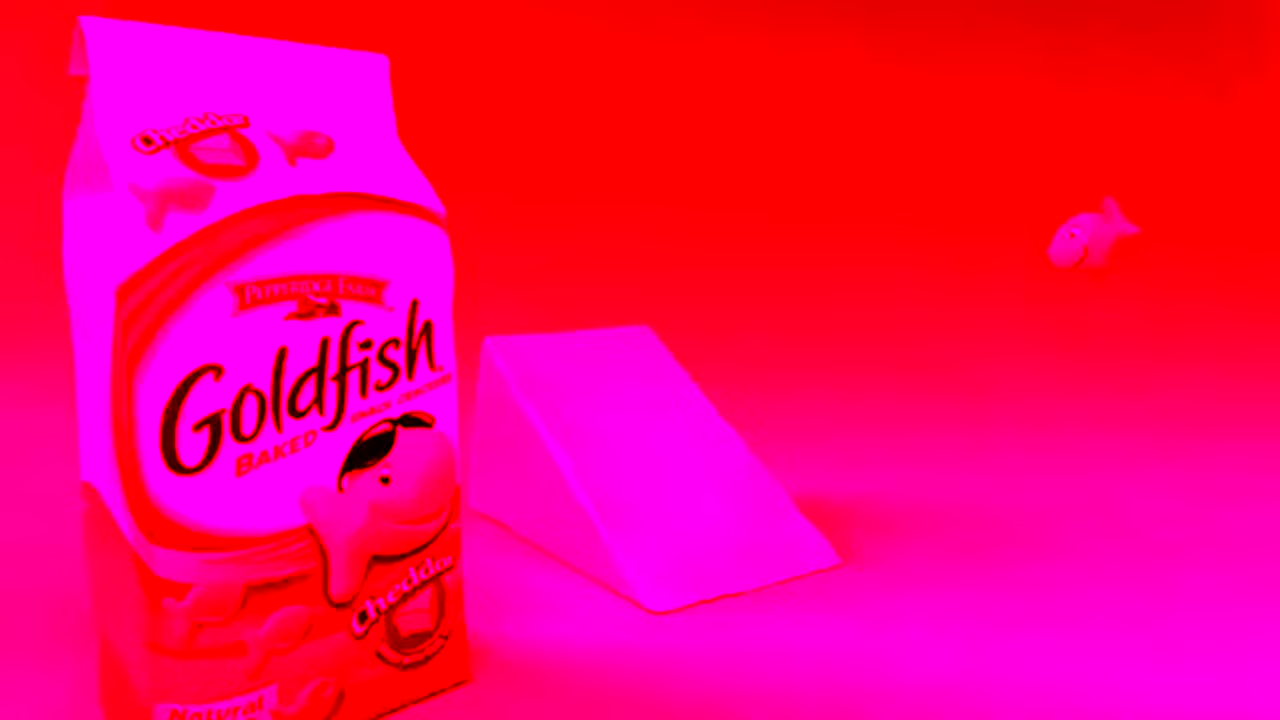 Cheddar
PEPPERIDGE FARM
Goldfish
BAKED SNACK CRACKERS
Cheddar
Natural